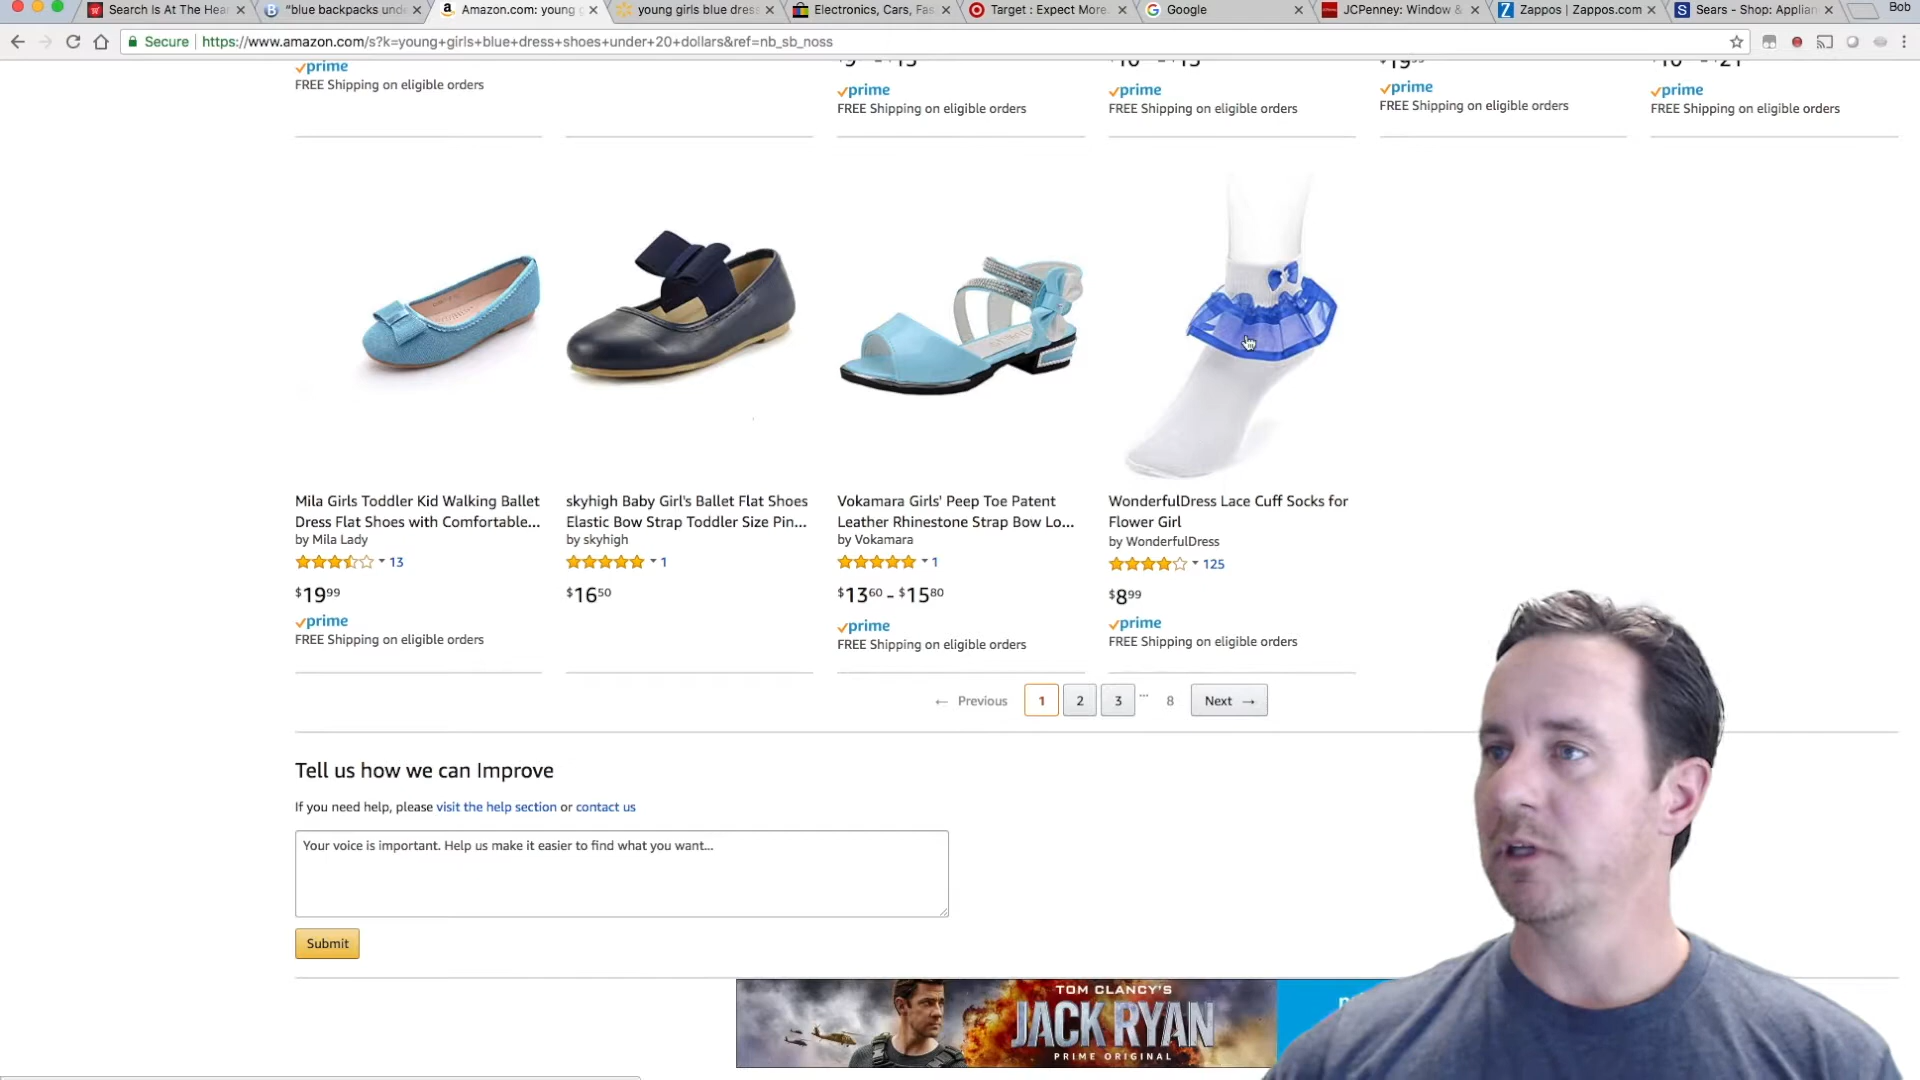 Search Is At The Hea
"blue backpacks und
Amazon.com: young g
young girls blue dres
Electronics, Cars, Fas
Target : Expect More
Google
JCPenney: Window &
Zappos | Zappos.com
Sears - Shop: Applian
Bob
Secure
https://www.amazon.com/s?k=young+girls+blue+dress+shoes+under+20+dollars&ref=nb_sb_noss
prime
FREE Shipping on eligible orders
prime
FREE Shipping on eligible orders
prime
FREE Shipping on eligible orders
prime
FREE Shipping on eligible orders
prime
FREE Shipping on eligible orders
Mila Girls Toddler Kid Walking Ballet
Dress Flat Shoes with Comfortable...
by Mila Lady
13
$19.99
prime
FREE Shipping on eligible orders
skyhigh Baby Girl's Ballet Flat Shoes
Elastic Bow Strap Toddler Size Pin...
by skyhigh
1
$16.50
Vokamara Girls' Peep Toe Patent
Leather Rhinestone Strap Bow Lo...
by Vokamara
1
$13.60 - $15.80
prime
FREE Shipping on eligible orders
WonderfulDress Lace Cuff Socks for
Flower Girl
by WonderfulDress
125
$8.99
prime
FREE Shipping on eligible orders
← Previous 1 2 3 ... 8 Next →
Tell us how we can Improve
If you need help, please visit the help section or contact us
Your voice is important. Help us make it easier to find what you want...
Submit
TOM CLANCY'S
JACK RYAN
PRIME ORIGINAL